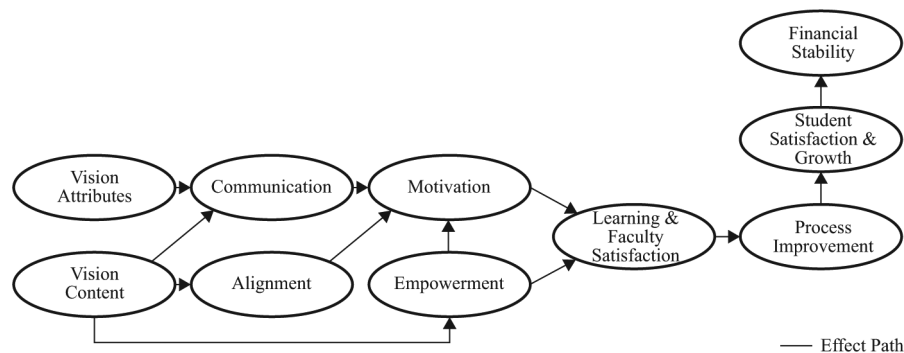 Financial
Stability
Student
Satisfaction &
Growth
Vision
Attributes
Communication
Motivation
Learning &
Faculty
Satisfaction
Process
Improvement
Vision
Content
Alignment
Empowerment
Effect Path